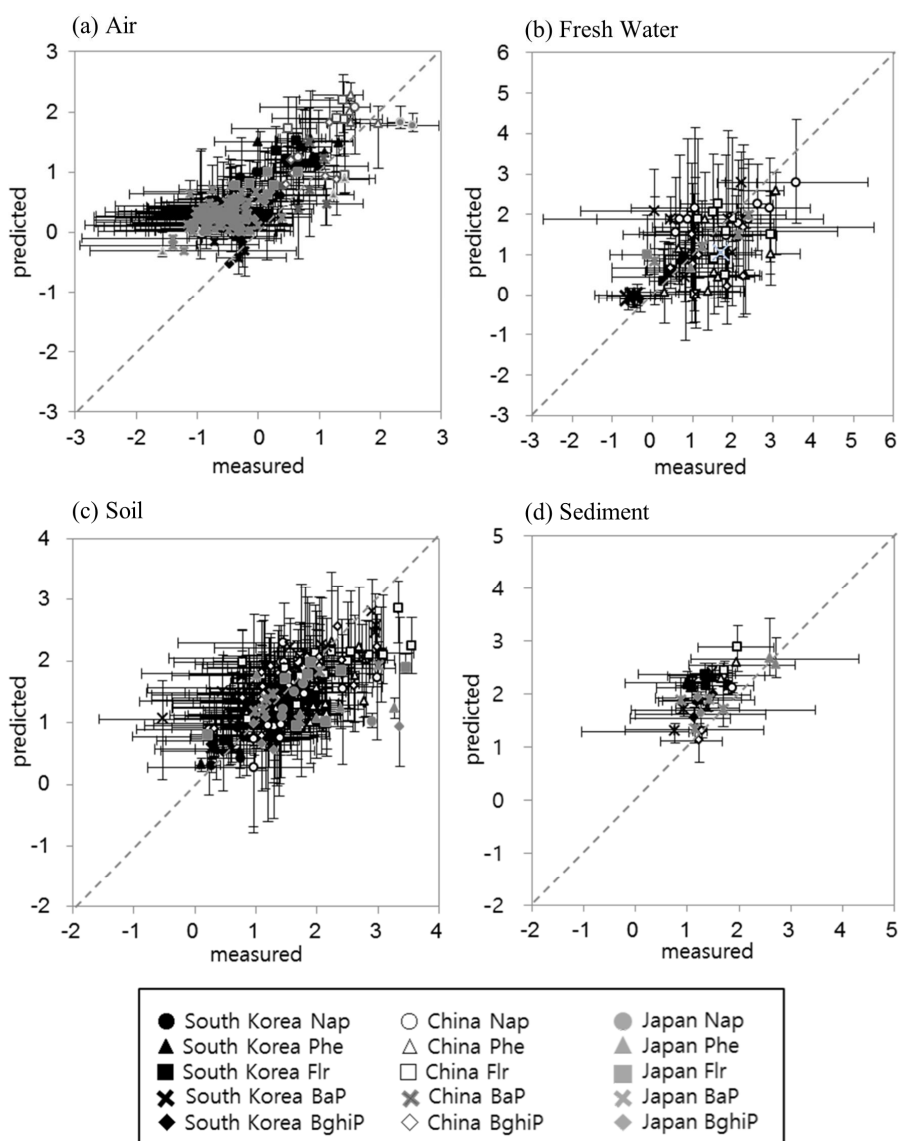 (a) Air
(b) Fresh Water
3
2
1
0
-1
-2
-3
predicted
-3 -2 -1 0 1 2 3
measured
6
5
4
3
2
1
0
-1
-2
-3
predicted
-3 -2 -1 0 1 2 3 4 5 6
measured
(c) Soil
(d) Sediment
4
3
2
1
0
-1
-2
predicted
-2 -1 0 1 2 3 4
measured
5
4
3
2
1
0
-1
-2
predicted
-2 -1 0 1 2 3 4 5
measured
South Korea Nap China Nap Japan Nap
South Korea Phe China Phe Japan Phe
South Korea Flr China Flr Japan Flr
South Korea BaP China BaP Japan BaP
South Korea BghiP China BghiP Japan BghiP